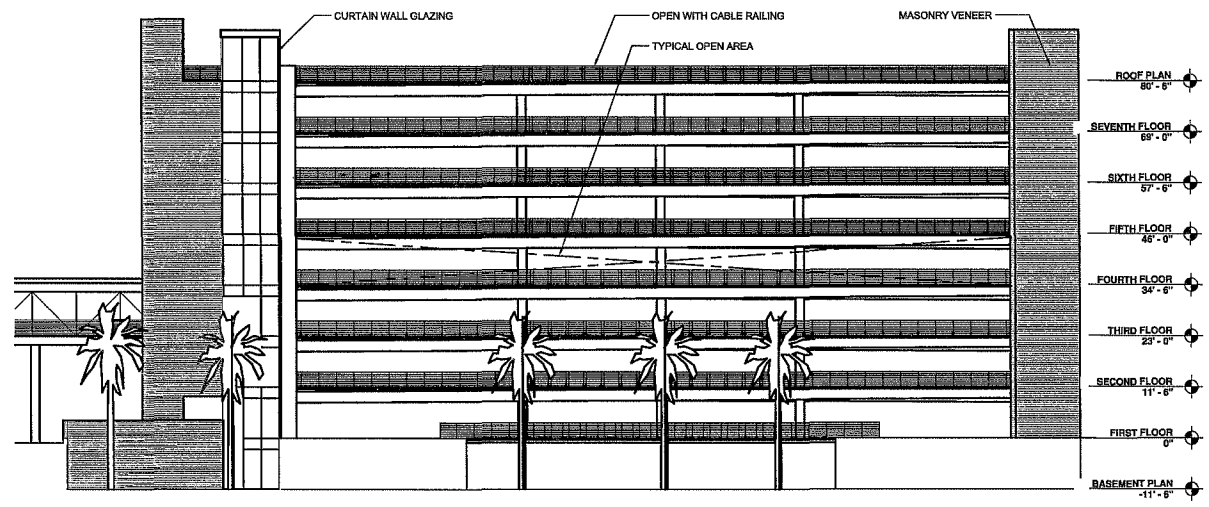 CURTAIN WALL GLAZING
OPEN WITH CABLE RAILING
MASONRY VENEER
TYPICAL OPEN AREA
ROOF PLAN
80' - 6"
SEVENTH FLOOR
69' - 0"
SIXTH FLOOR
57' - 6"
FIFTH FLOOR
46' - 0"
FOURTH FLOOR
34' - 6"
THIRD FLOOR
23' - 0"
SECOND FLOOR
11' - 6"
FIRST FLOOR
0"
BASEMENT PLAN
-11' - 6"